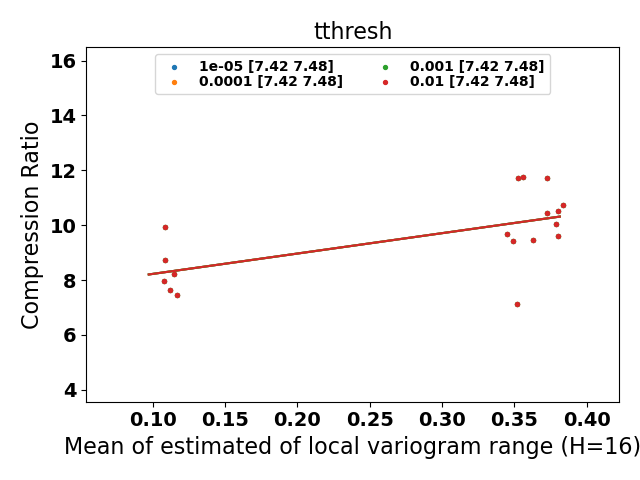 tthresh
1e-05 [7.42 7.48]
0.0001 [7.42 7.48]
0.001 [7.42 7.48]
0.01 [7.42 7.48]
Compression Ratio
16
14
12
10
8
6
4
0.10 0.15 0.20 0.25 0.30 0.35 0.40
Mean of estimated of local variogram range (H=16)